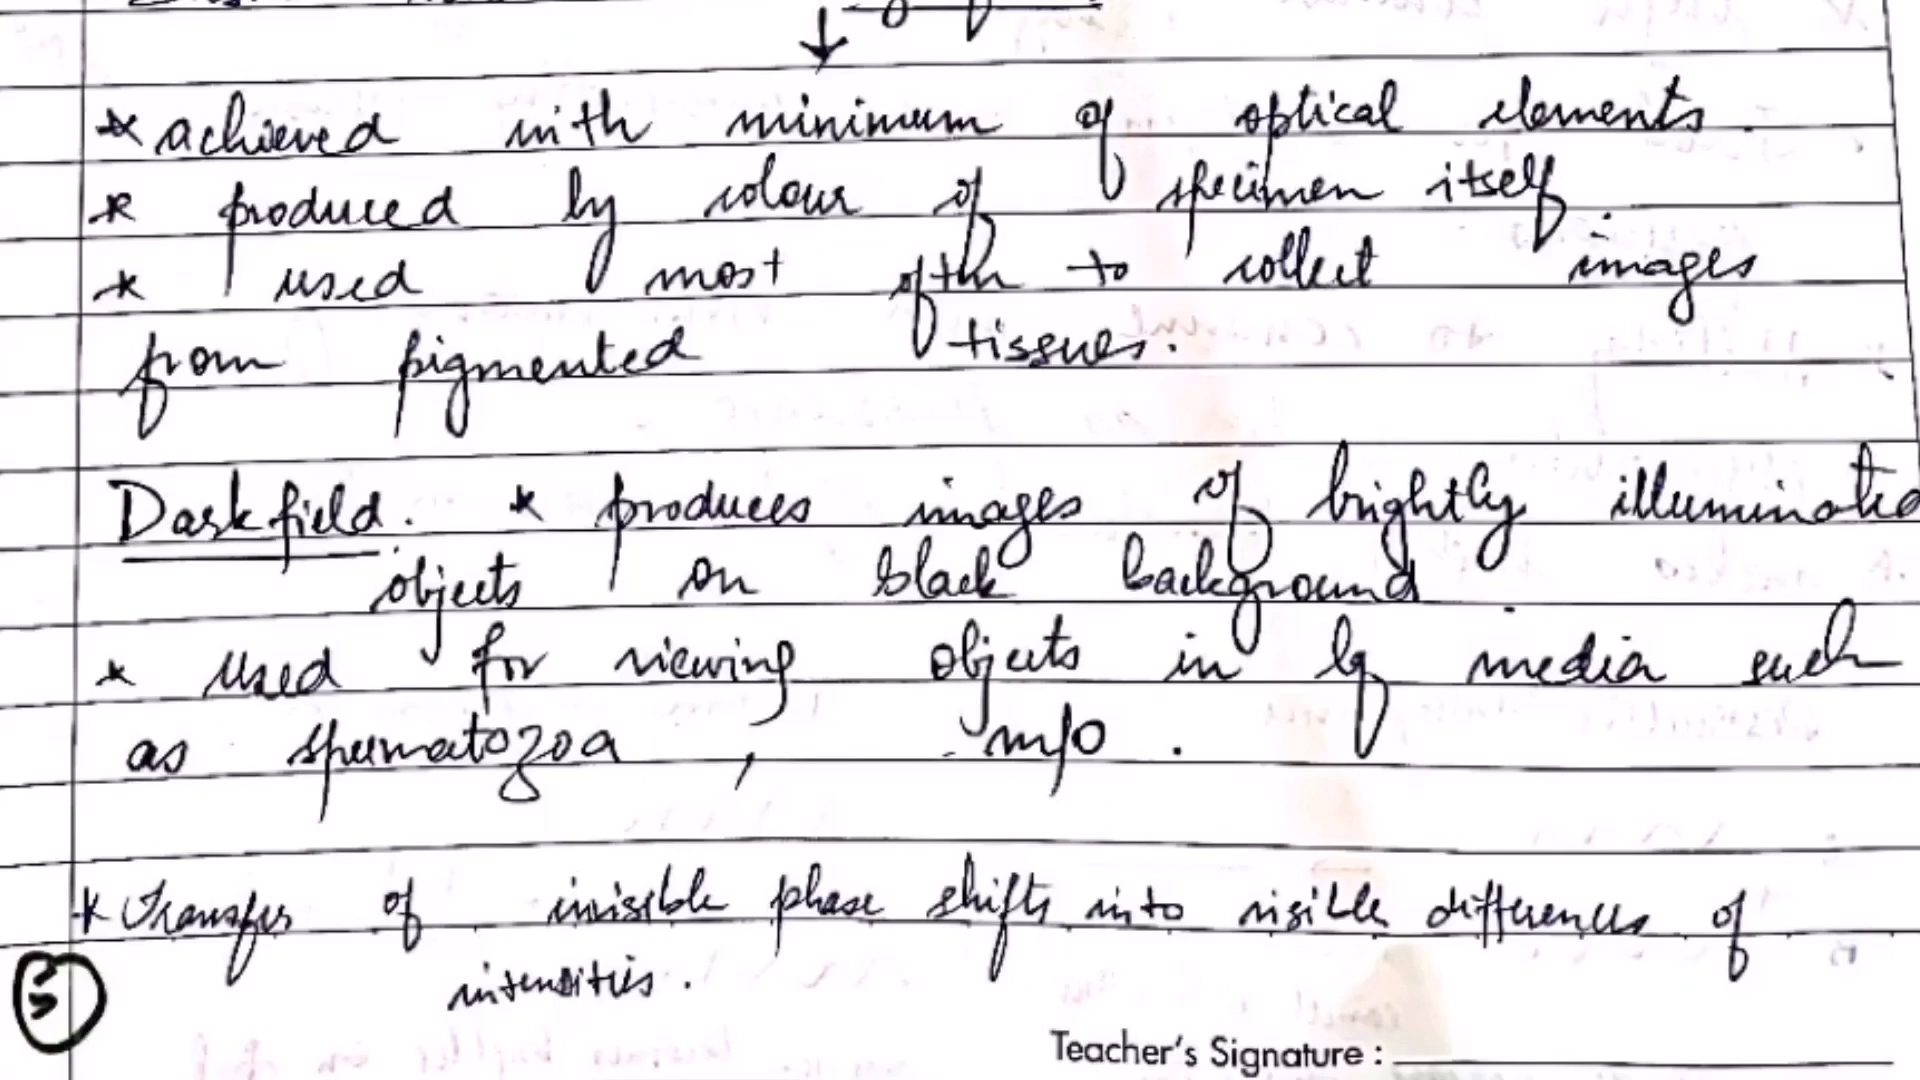 * achieved with minimum of optical elements.
* produced by colour of specimen itself
* used most often to collect images
from pigmented tissues.
Dark field. * produces images of brightly illuminated
objects on black background
* Used for viewing objects in lq media such
as spermatozoa, m/o.
* Transfer of invisible phase shifts into visible differences of
intensities.
Teacher's Signature :